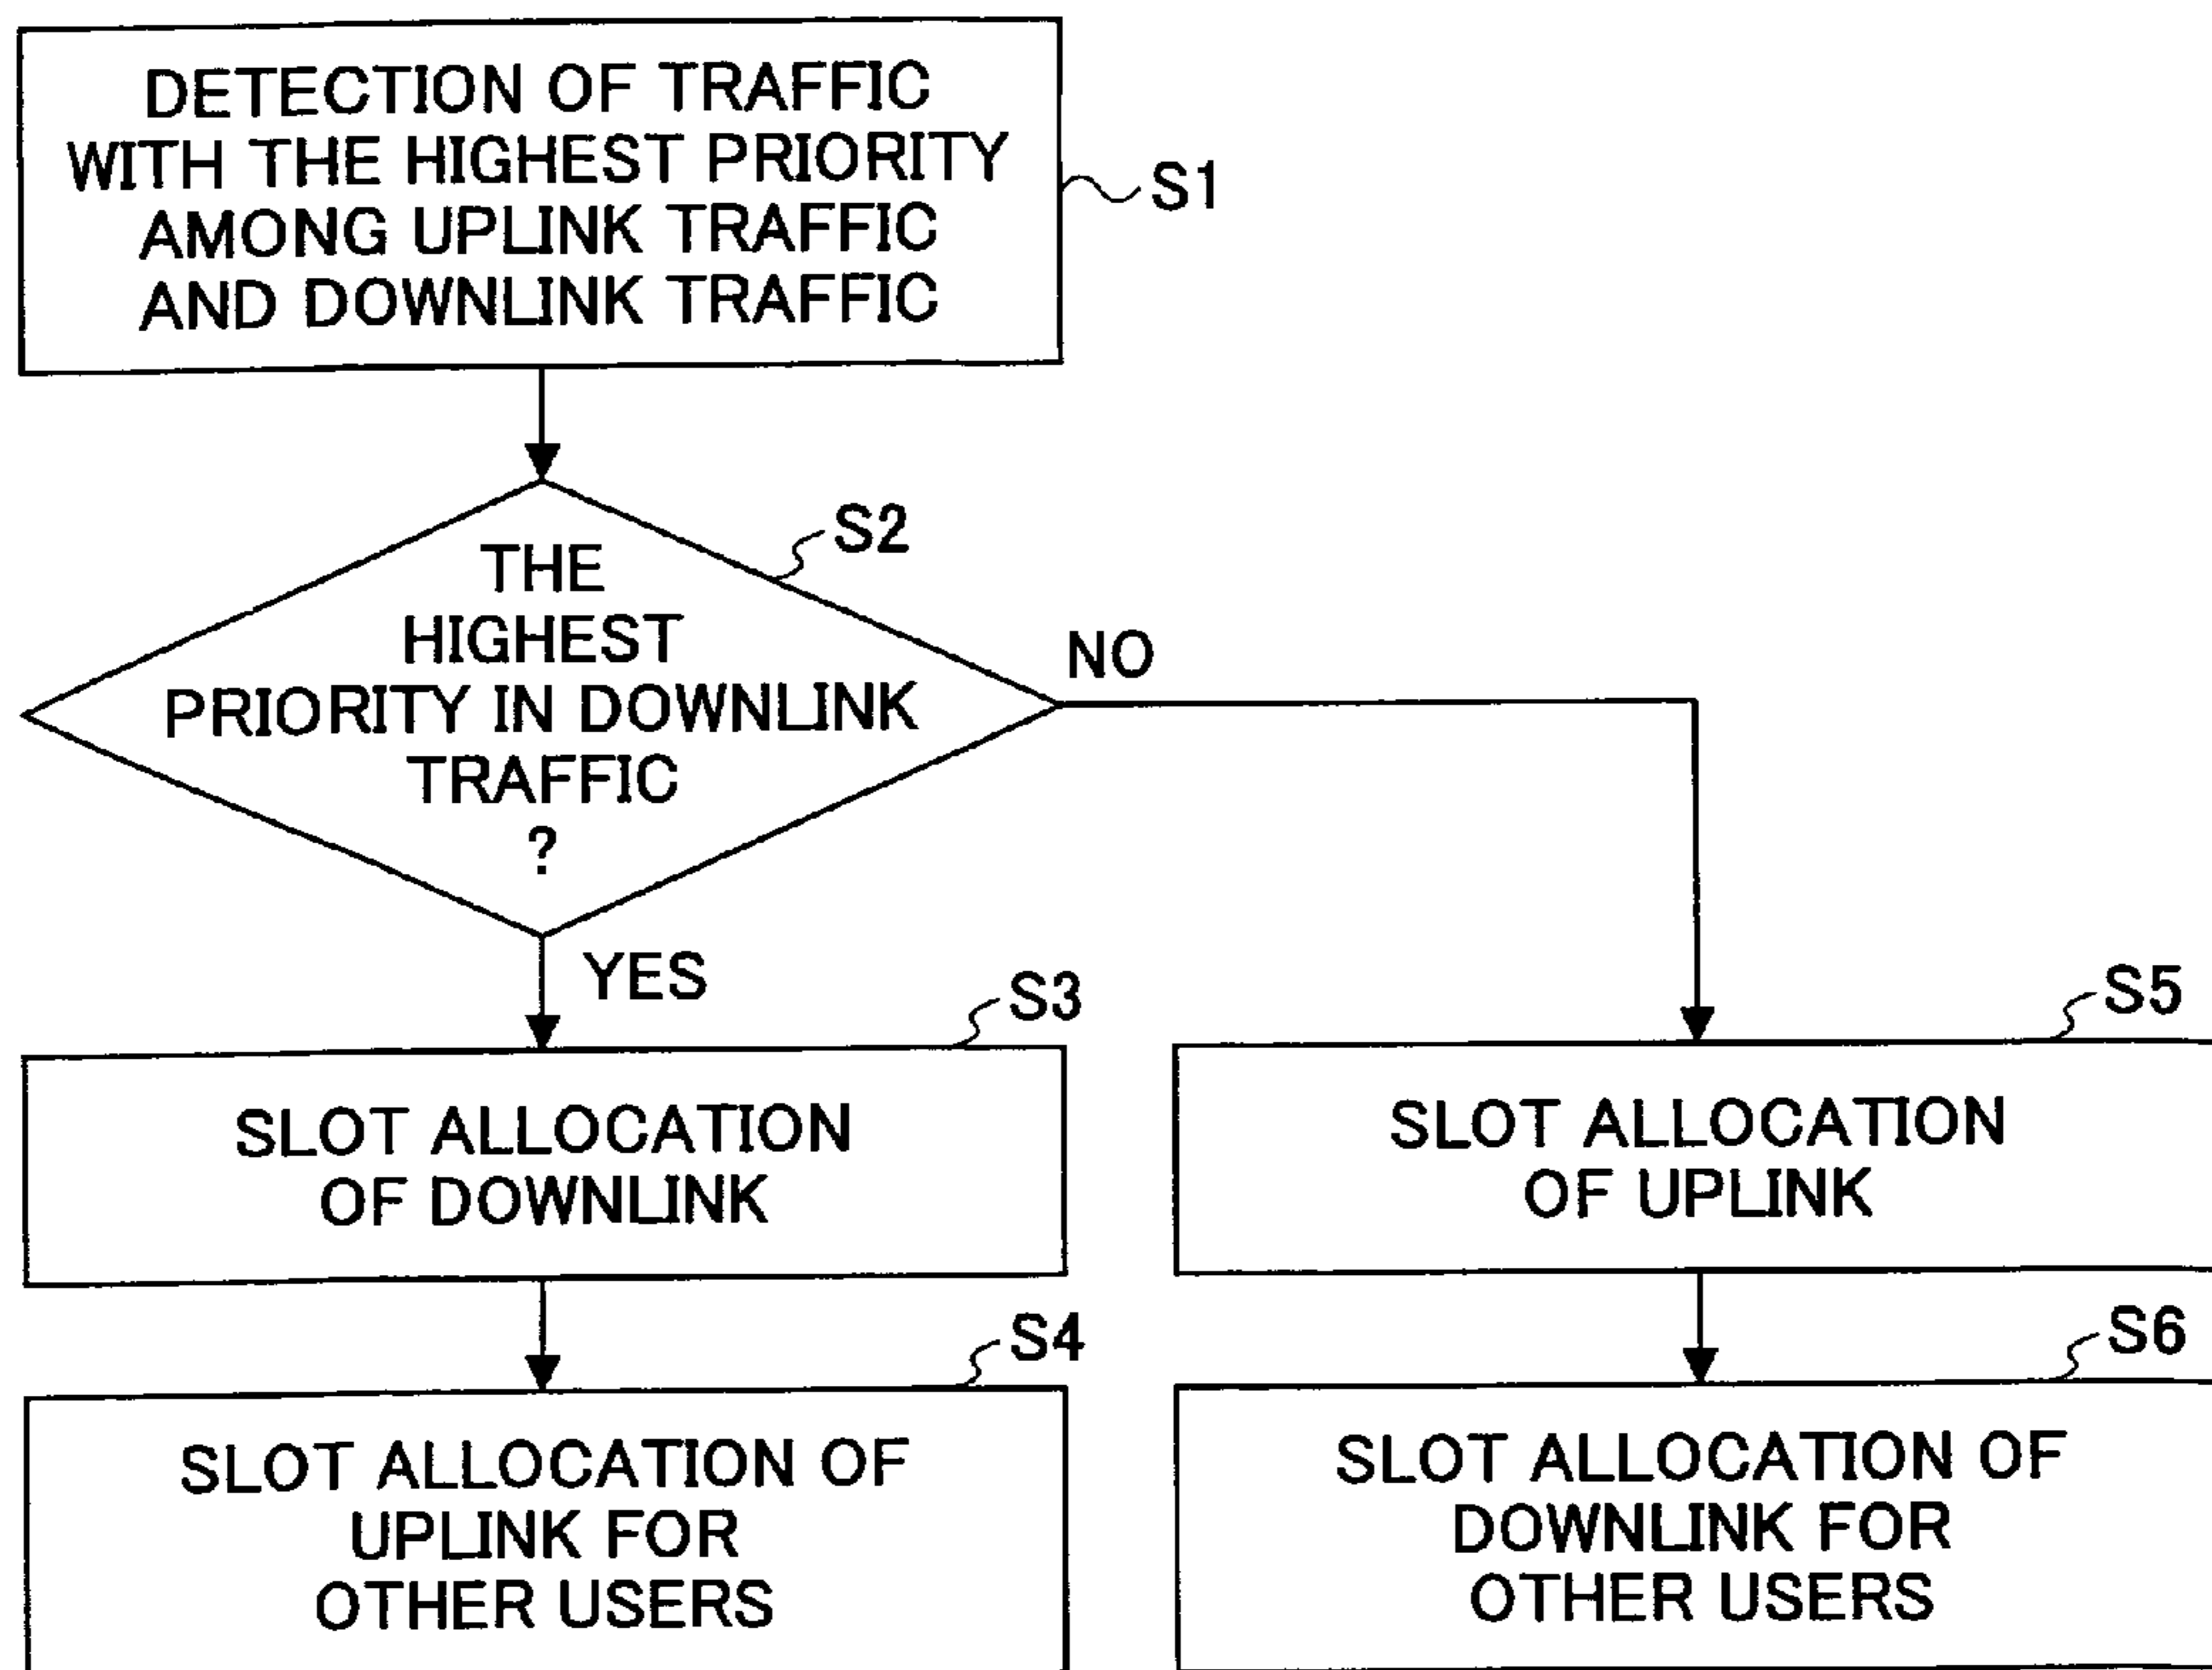 DETECTION OF TRAFFIC
WITH THE HIGHEST PRIORITY
AMONG UPLINK TRAFFIC
AND DOWNLINK TRAFFIC
S1
S2
THE
HIGHEST
PRIORITY IN DOWNLINK
TRAFFIC
?
NO
YES
S3
SLOT ALLOCATION
OF DOWNLINK
S4
SLOT ALLOCATION OF
UPLINK FOR
OTHER USERS
S5
SLOT ALLOCATION
OF UPLINK
S6
SLOT ALLOCATION OF
DOWNLINK FOR
OTHER USERS